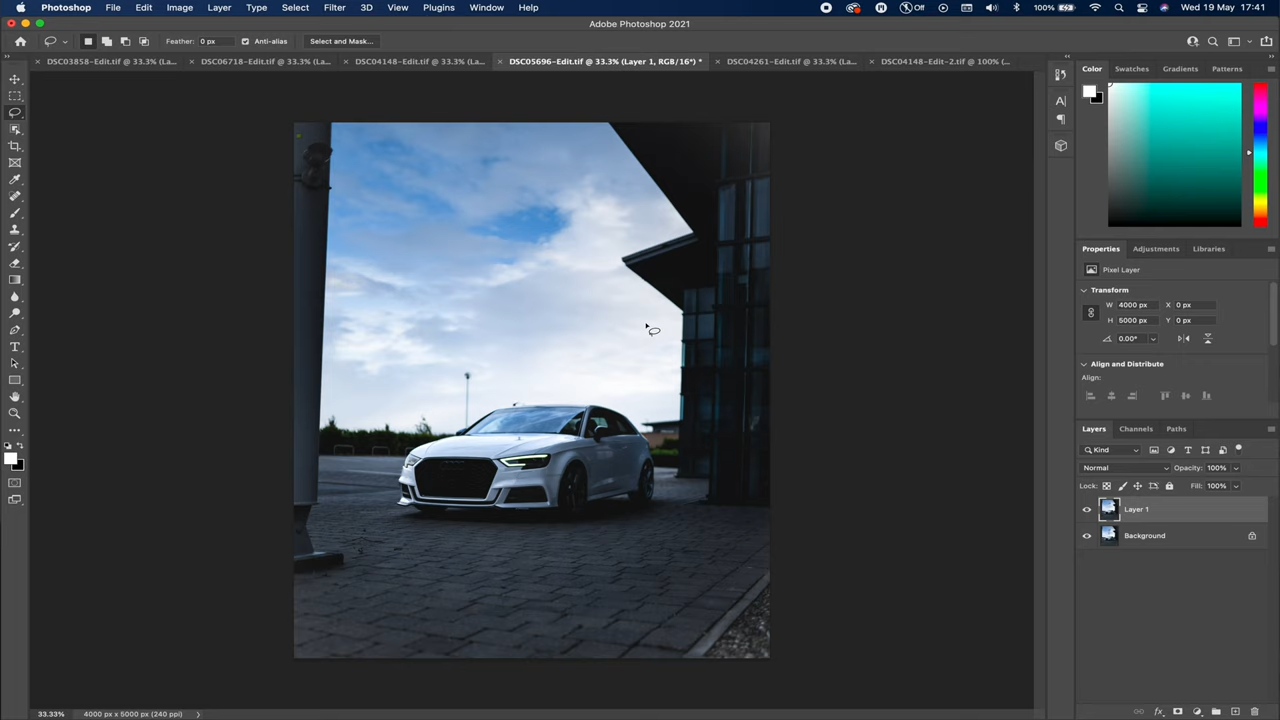 Photoshop File Edit Image Layer Type Select Filter 3D View Plugins Window Help Off 100% Wed 19 May 17:41
Adobe Photoshop 2021
Feather: 0 px Anti-alias Select and Mask...
DSC03858-Edit.tif @ 33.3% (La... DSC06718-Edit.tif @ 33.3% (La... DSC04148-Edit.tif @ 33.3% (La... DSC05696-Edit.tif @ 33.3% (Layer 1, RGB/16*) * DSC04261-Edit.tif @ 33.3% (La... DSC04148-Edit-2.tif @ 100% (...
Color Swatches Gradients Patterns
Properties Adjustments Libraries
Pixel Layer
Transform
W 4000 px X 0 px
H 5000 px Y 0 px
0.00°
Align and Distribute
Align:
Layers Channels Paths
Kind
Normal Opacity: 100%
Lock: Fill: 100%
Layer 1
Background
33.33% 4000 px x 5000 px (240 ppi)